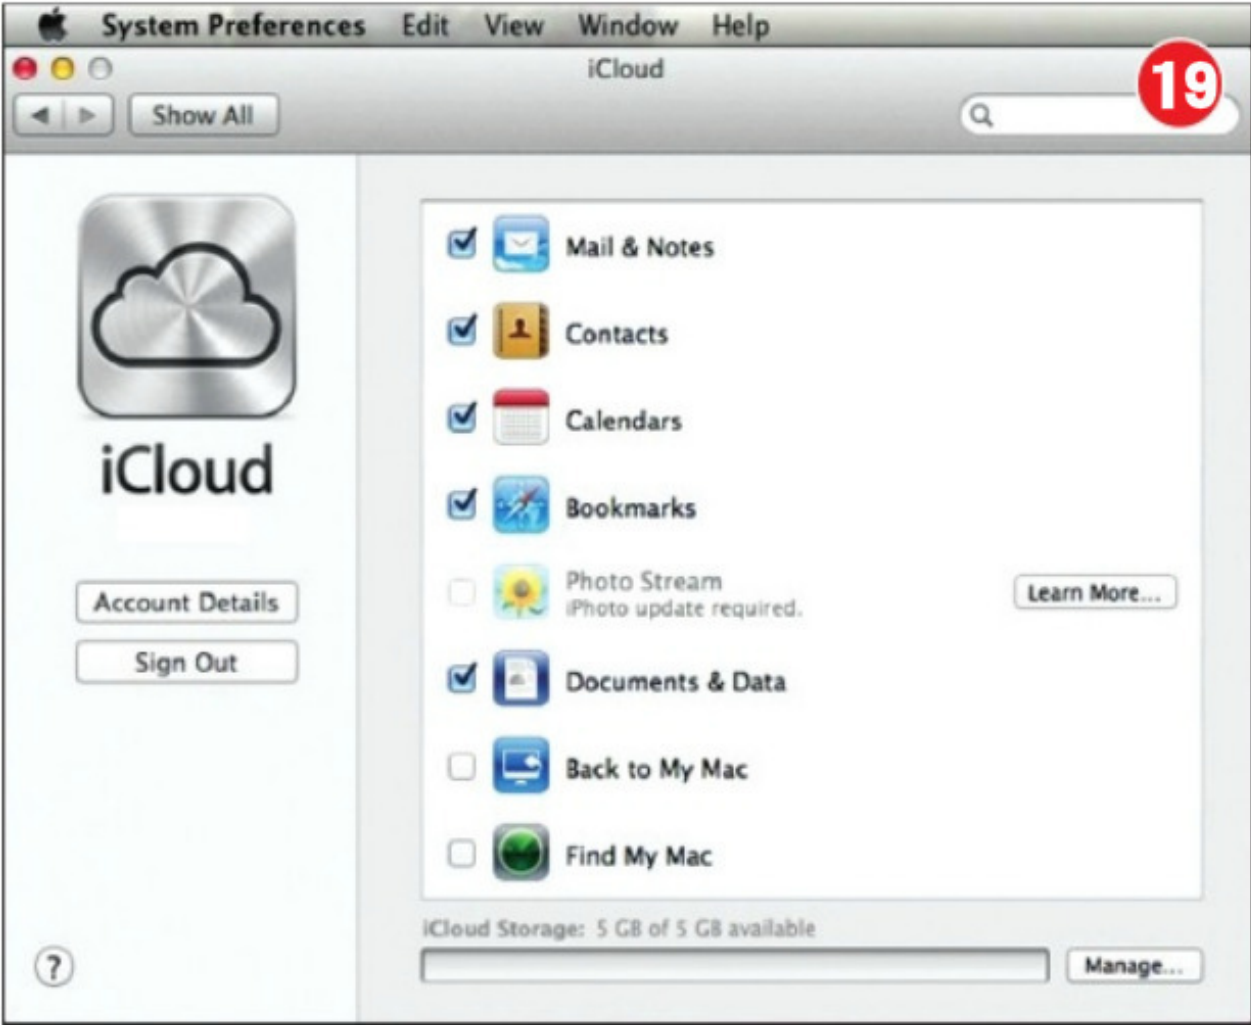 System Preferences Edit View Window Help
iCloud
19
Show All
iCloud
Account Details
Sign Out
Mail & Notes
Contacts
Calendars
Bookmarks
Photo Stream
iPhoto update required.
Learn More...
Documents & Data
Back to My Mac
Find My Mac
iCloud Storage: 5 GB of 5 GB available
?
Manage...